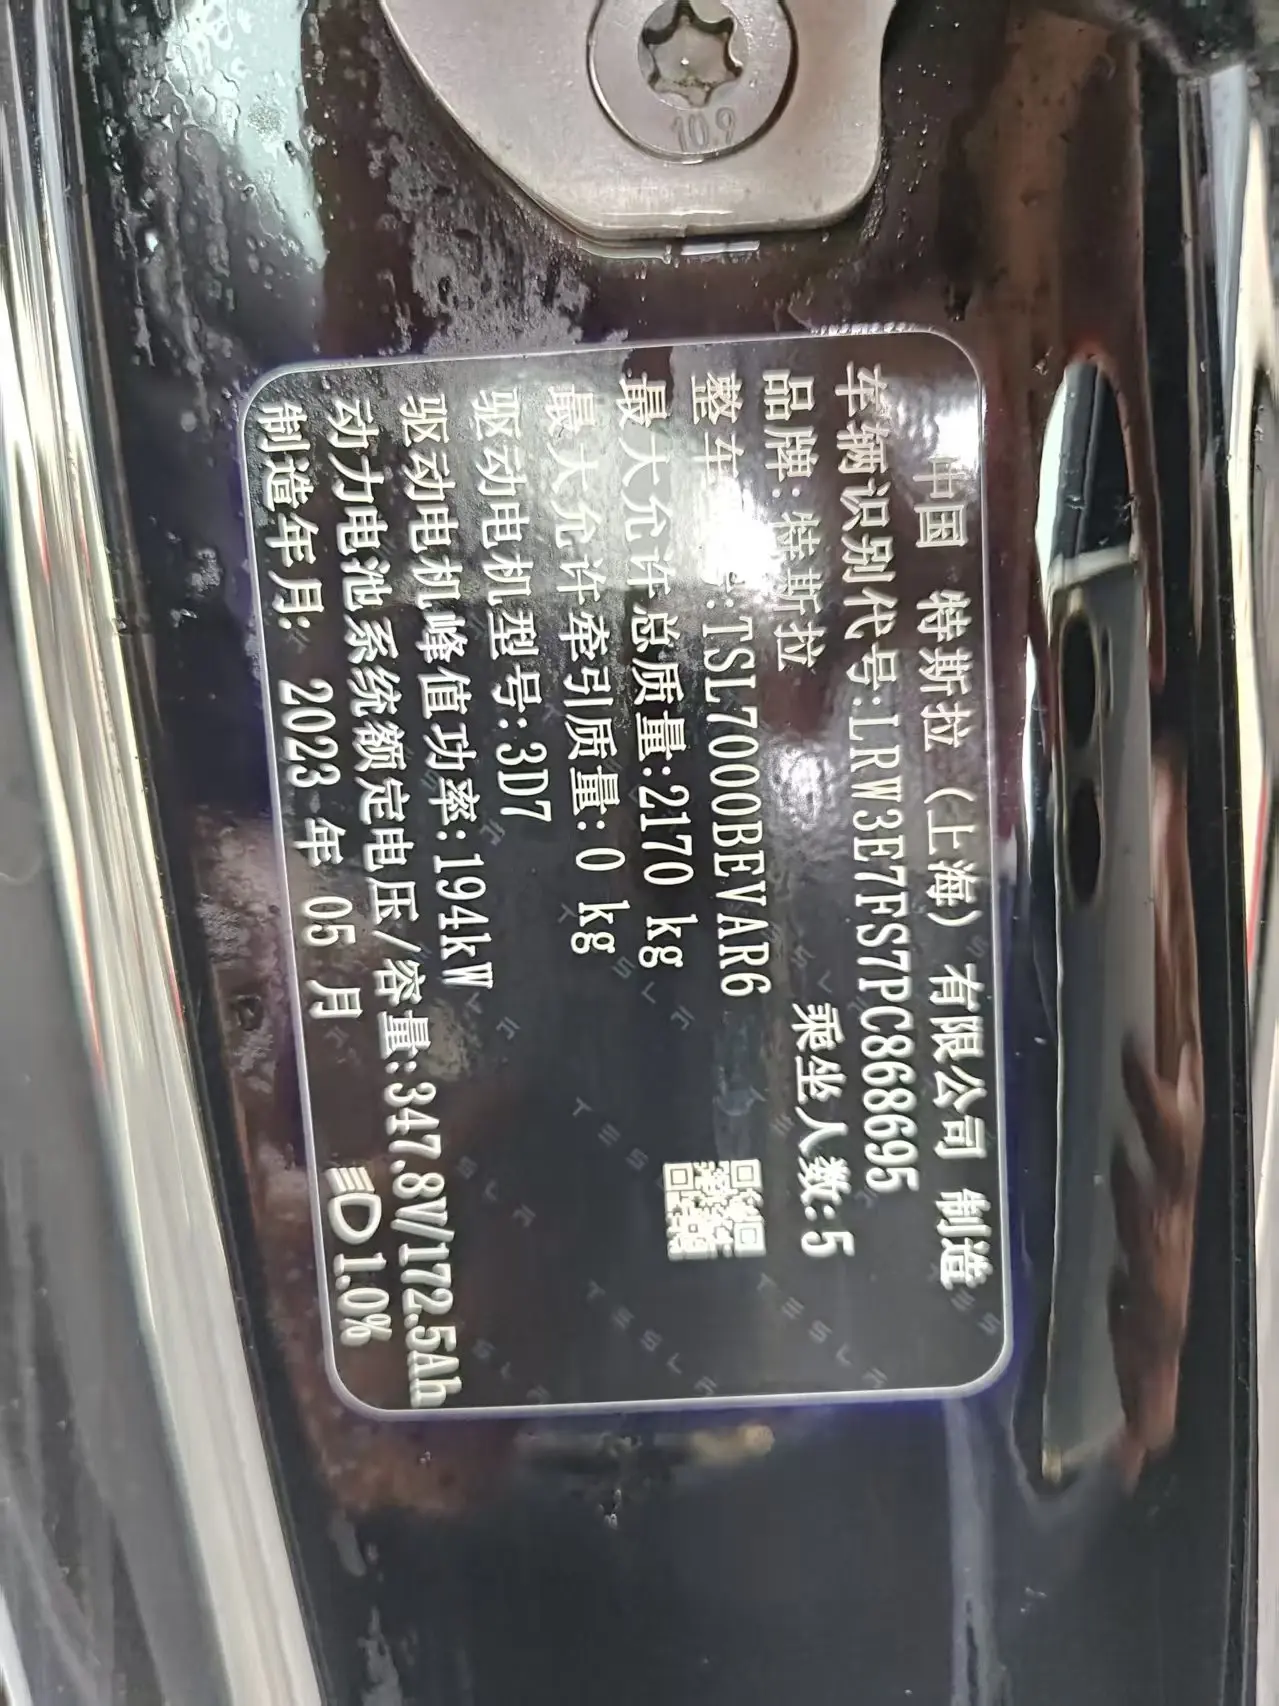 10.9
中国 特斯拉（上海）有限公司 制造
车辆识别代号:LRW3E7FS7PC868695
品牌:特斯拉 乘坐人数:5
整车 :TSL7000BEVAR6
最大允许总质量:2170 kg
最大允许牵引质量:0 kg
驱动电机型号:3D7
驱动电机峰值功率:194kW
动力电池系统额定电压/容量:347.8V/172.5Ah
制造年月: 2023 年 05 月 1.0%
TESLA